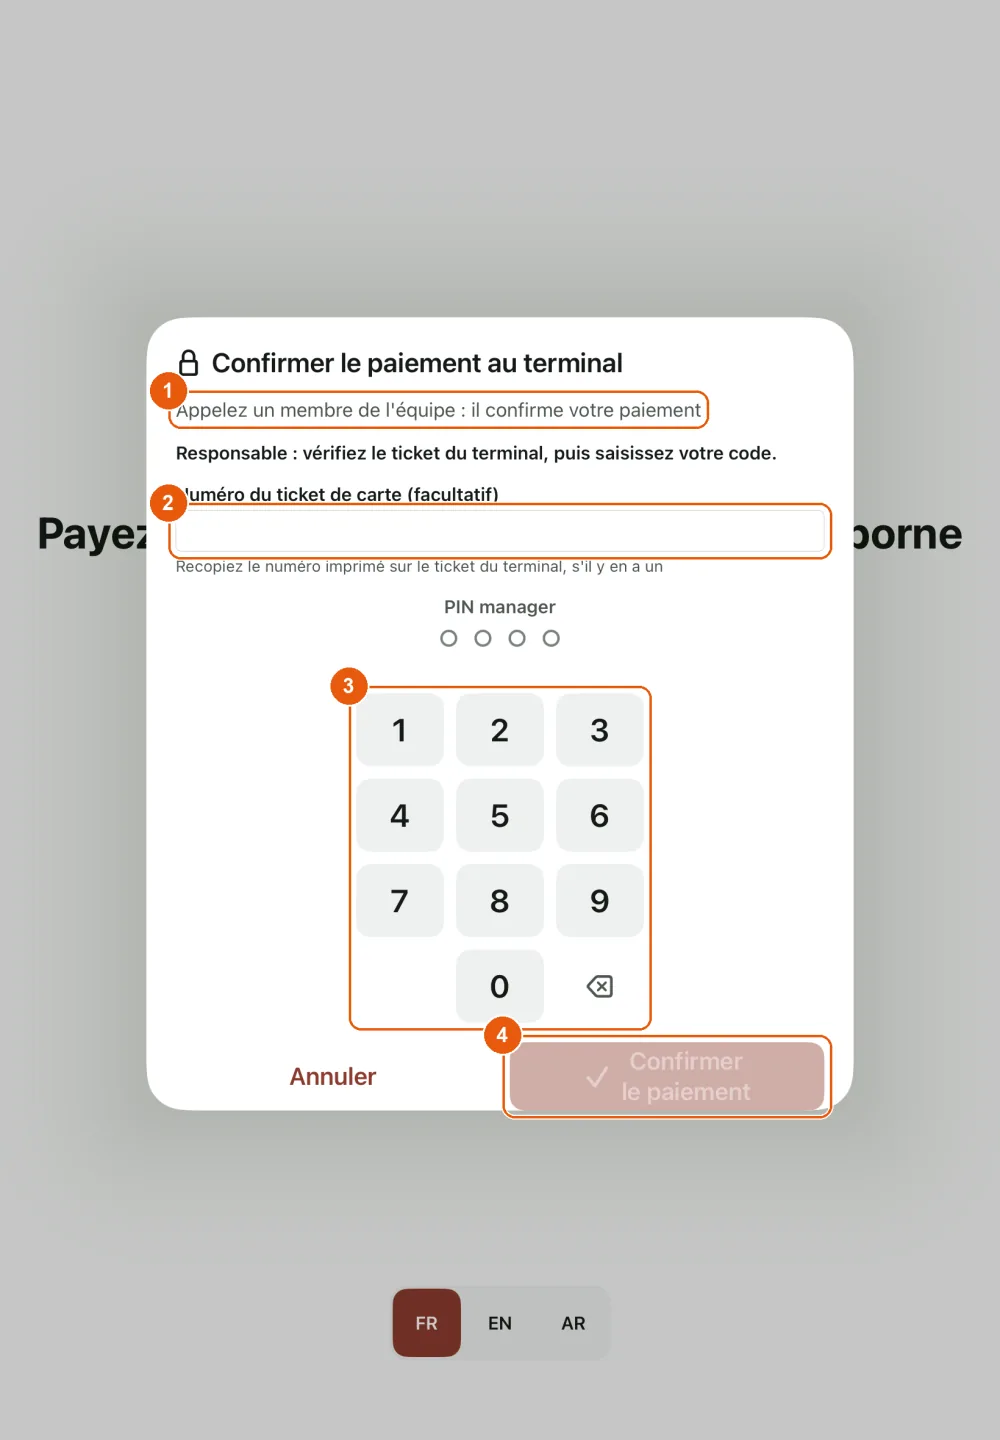 Confirmer le paiement au terminal
1
Appelez un membre de l'équipe : il confirme votre paiement
Responsable : vérifiez le ticket du terminal, puis saisissez votre code.
2
Numéro du ticket de carte (facultatif)
Payez
borne
Recopiez le numéro imprimé sur le ticket du terminal, s'il y en a un
PIN manager
3
1 2 3
4 5 6
7 8 9
0
4
Annuler
Confirmer
le paiement
FR EN AR